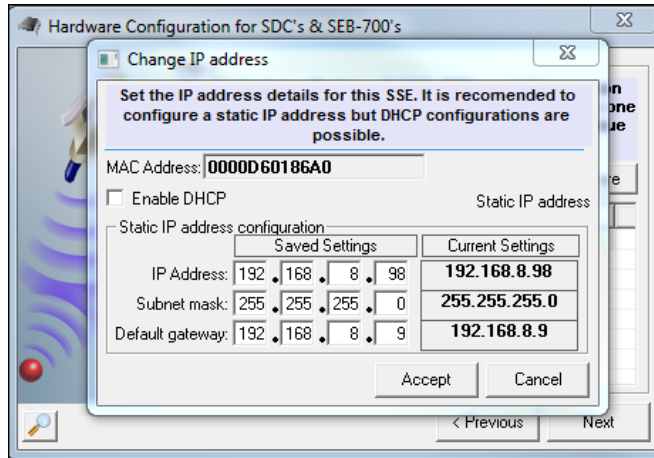 Hardware Configuration for SDC's & SEB-700's
Change IP address
Set the IP address details for this SSE. It is recomended to
configure a static IP address but DHCP configurations are
possible.
MAC Address: 0000D60186A0
Enable DHCP
Static IP address
Static IP address configuration
Saved Settings Current Settings
IP Address: 192 . 168 . 8 . 98 192.168.8.98
Subnet mask: 255 . 255 . 255 . 0 255.255.255.0
Default gateway: 192 . 168 . 8 . 9 192.168.8.9
Accept Cancel
< Previous Next